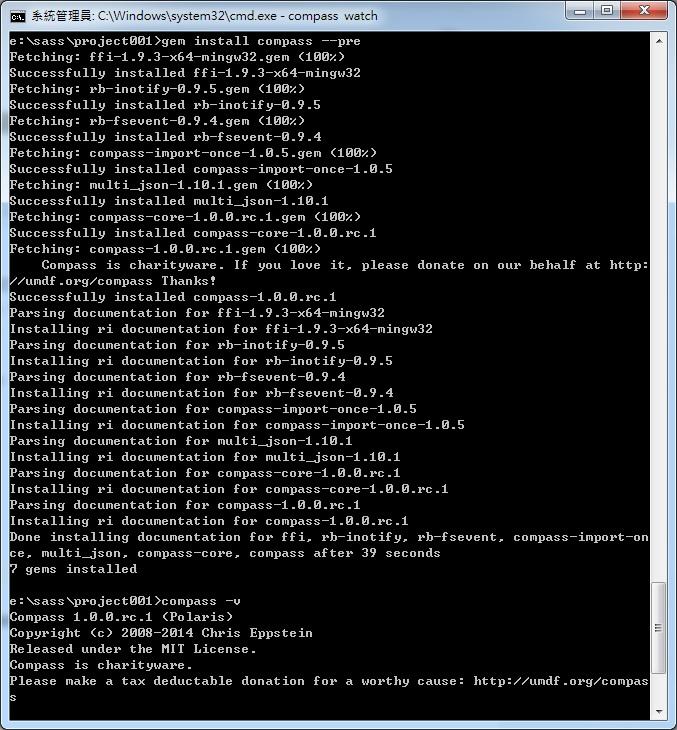 系統管理員: C:\Windows\system32\cmd.exe - compass  watch
e:\sass\project001>gem install compass --pre
Fetching: ffi-1.9.3-x64-mingw32.gem (100%)
Successfully installed ffi-1.9.3-x64-mingw32
Fetching: rb-inotify-0.9.5.gem (100%)
Successfully installed rb-inotify-0.9.5
Fetching: rb-fsevent-0.9.4.gem (100%)
Successfully installed rb-fsevent-0.9.4
Fetching: compass-import-once-1.0.5.gem (100%)
Successfully installed compass-import-once-1.0.5
Fetching: multi_json-1.10.1.gem (100%)
Successfully installed multi_json-1.10.1
Fetching: compass-core-1.0.0.rc.1.gem (100%)
Successfully installed compass-core-1.0.0.rc.1
Fetching: compass-1.0.0.rc.1.gem (100%)
    Compass is charityware. If you love it, please donate on our behalf at http:
//umdf.org/compass Thanks!
Successfully installed compass-1.0.0.rc.1
Parsing documentation for ffi-1.9.3-x64-mingw32
Installing ri documentation for ffi-1.9.3-x64-mingw32
Parsing documentation for rb-inotify-0.9.5
Installing ri documentation for rb-inotify-0.9.5
Parsing documentation for rb-fsevent-0.9.4
Installing ri documentation for rb-fsevent-0.9.4
Parsing documentation for compass-import-once-1.0.5
Installing ri documentation for compass-import-once-1.0.5
Parsing documentation for multi_json-1.10.1
Installing ri documentation for multi_json-1.10.1
Parsing documentation for compass-core-1.0.0.rc.1
Installing ri documentation for compass-core-1.0.0.rc.1
Parsing documentation for compass-1.0.0.rc.1
Installing ri documentation for compass-1.0.0.rc.1
Done installing documentation for ffi, rb-inotify, rb-fsevent, compass-import-on
ce, multi_json, compass-core, compass after 39 seconds
7 gems installed
e:\sass\project001>compass -v
Compass 1.0.0.rc.1 (Polaris)
Copyright (c) 2008-2014 Chris Eppstein
Released under the MIT License.
Compass is charityware.
Please make a tax deductable donation for a worthy cause: http://umdf.org/compas
s